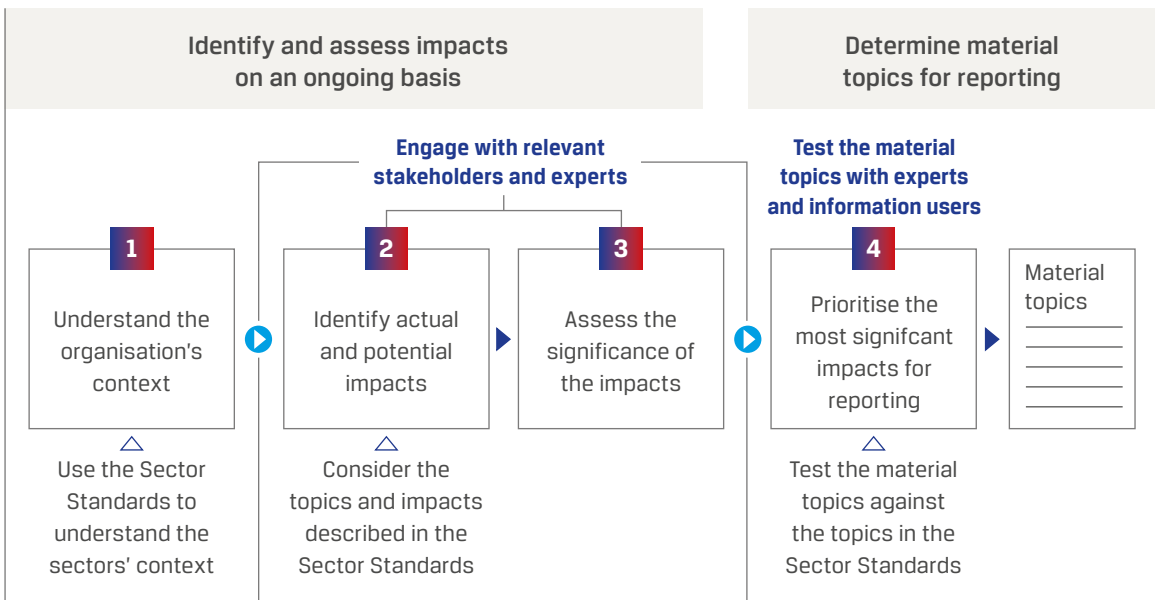 Identify and assess impacts
on an ongoing basis
Determine material
topics for reporting
Engage with relevant
stakeholders and experts
Test the material
topics with experts
and information users
1
Understand the
organisation's
context
Use the Sector
Standards to
understand the
sectors' context
2
Identify actual
and potential
impacts
Consider the
topics and impacts
described in the
Sector Standards
3
Assess the
significance of
the impacts
4
Prioritise the
most signifcant
impacts for
reporting
Test the material
topics against
the topics in the
Sector Standards
Material
topics